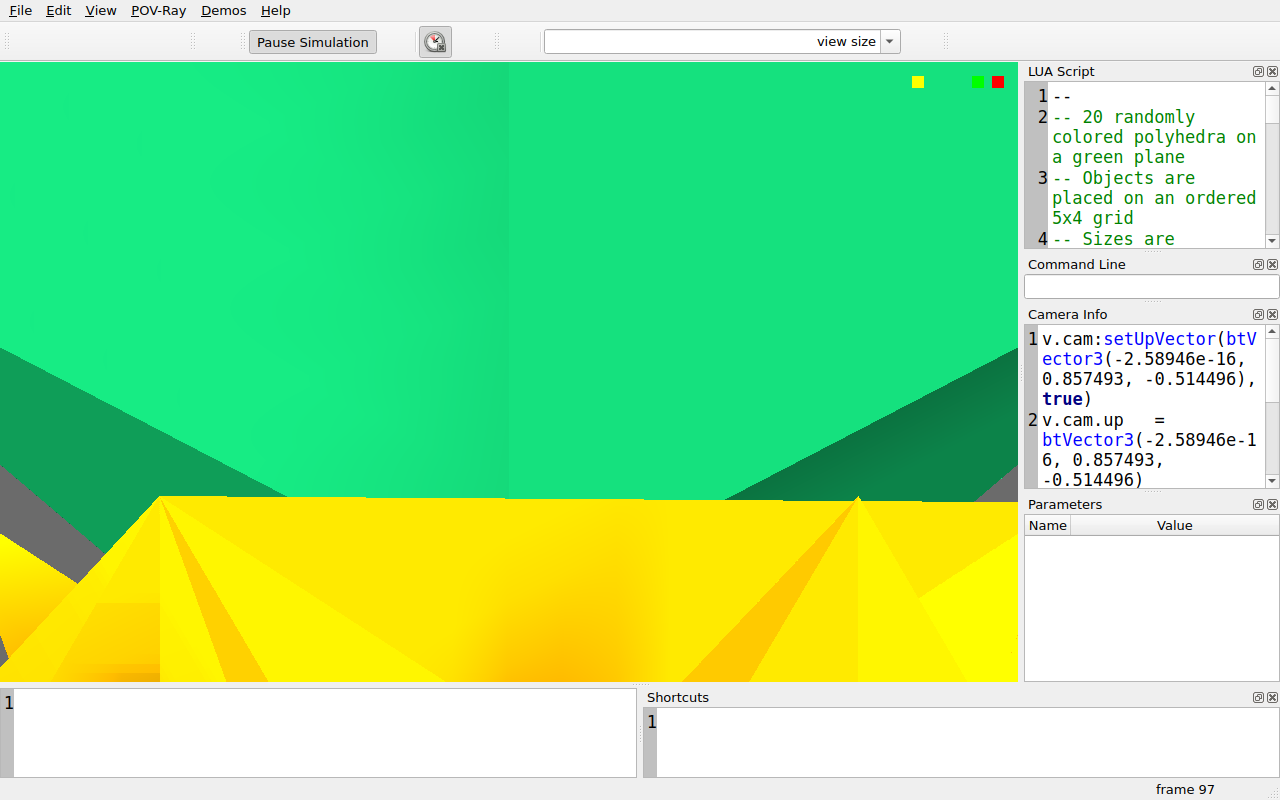 File Edit View POV-Ray Demos Help
Pause Simulation
view size
LUA Script
1 --
2 -- 20 randomly
colored polyhedra on
a green plane
3 -- Objects are
placed on an ordered
5x4 grid
4 -- Sizes are
Command Line
Camera Info
1 v.cam:setUpVector(btV
ector3(-2.58946e-16,
0.857493, -0.514496),
true)
2 v.cam.up   =
btVector3(-2.58946e-1
6, 0.857493,
-0.514496)
Parameters
Name Value
1
Shortcuts
1
frame 97